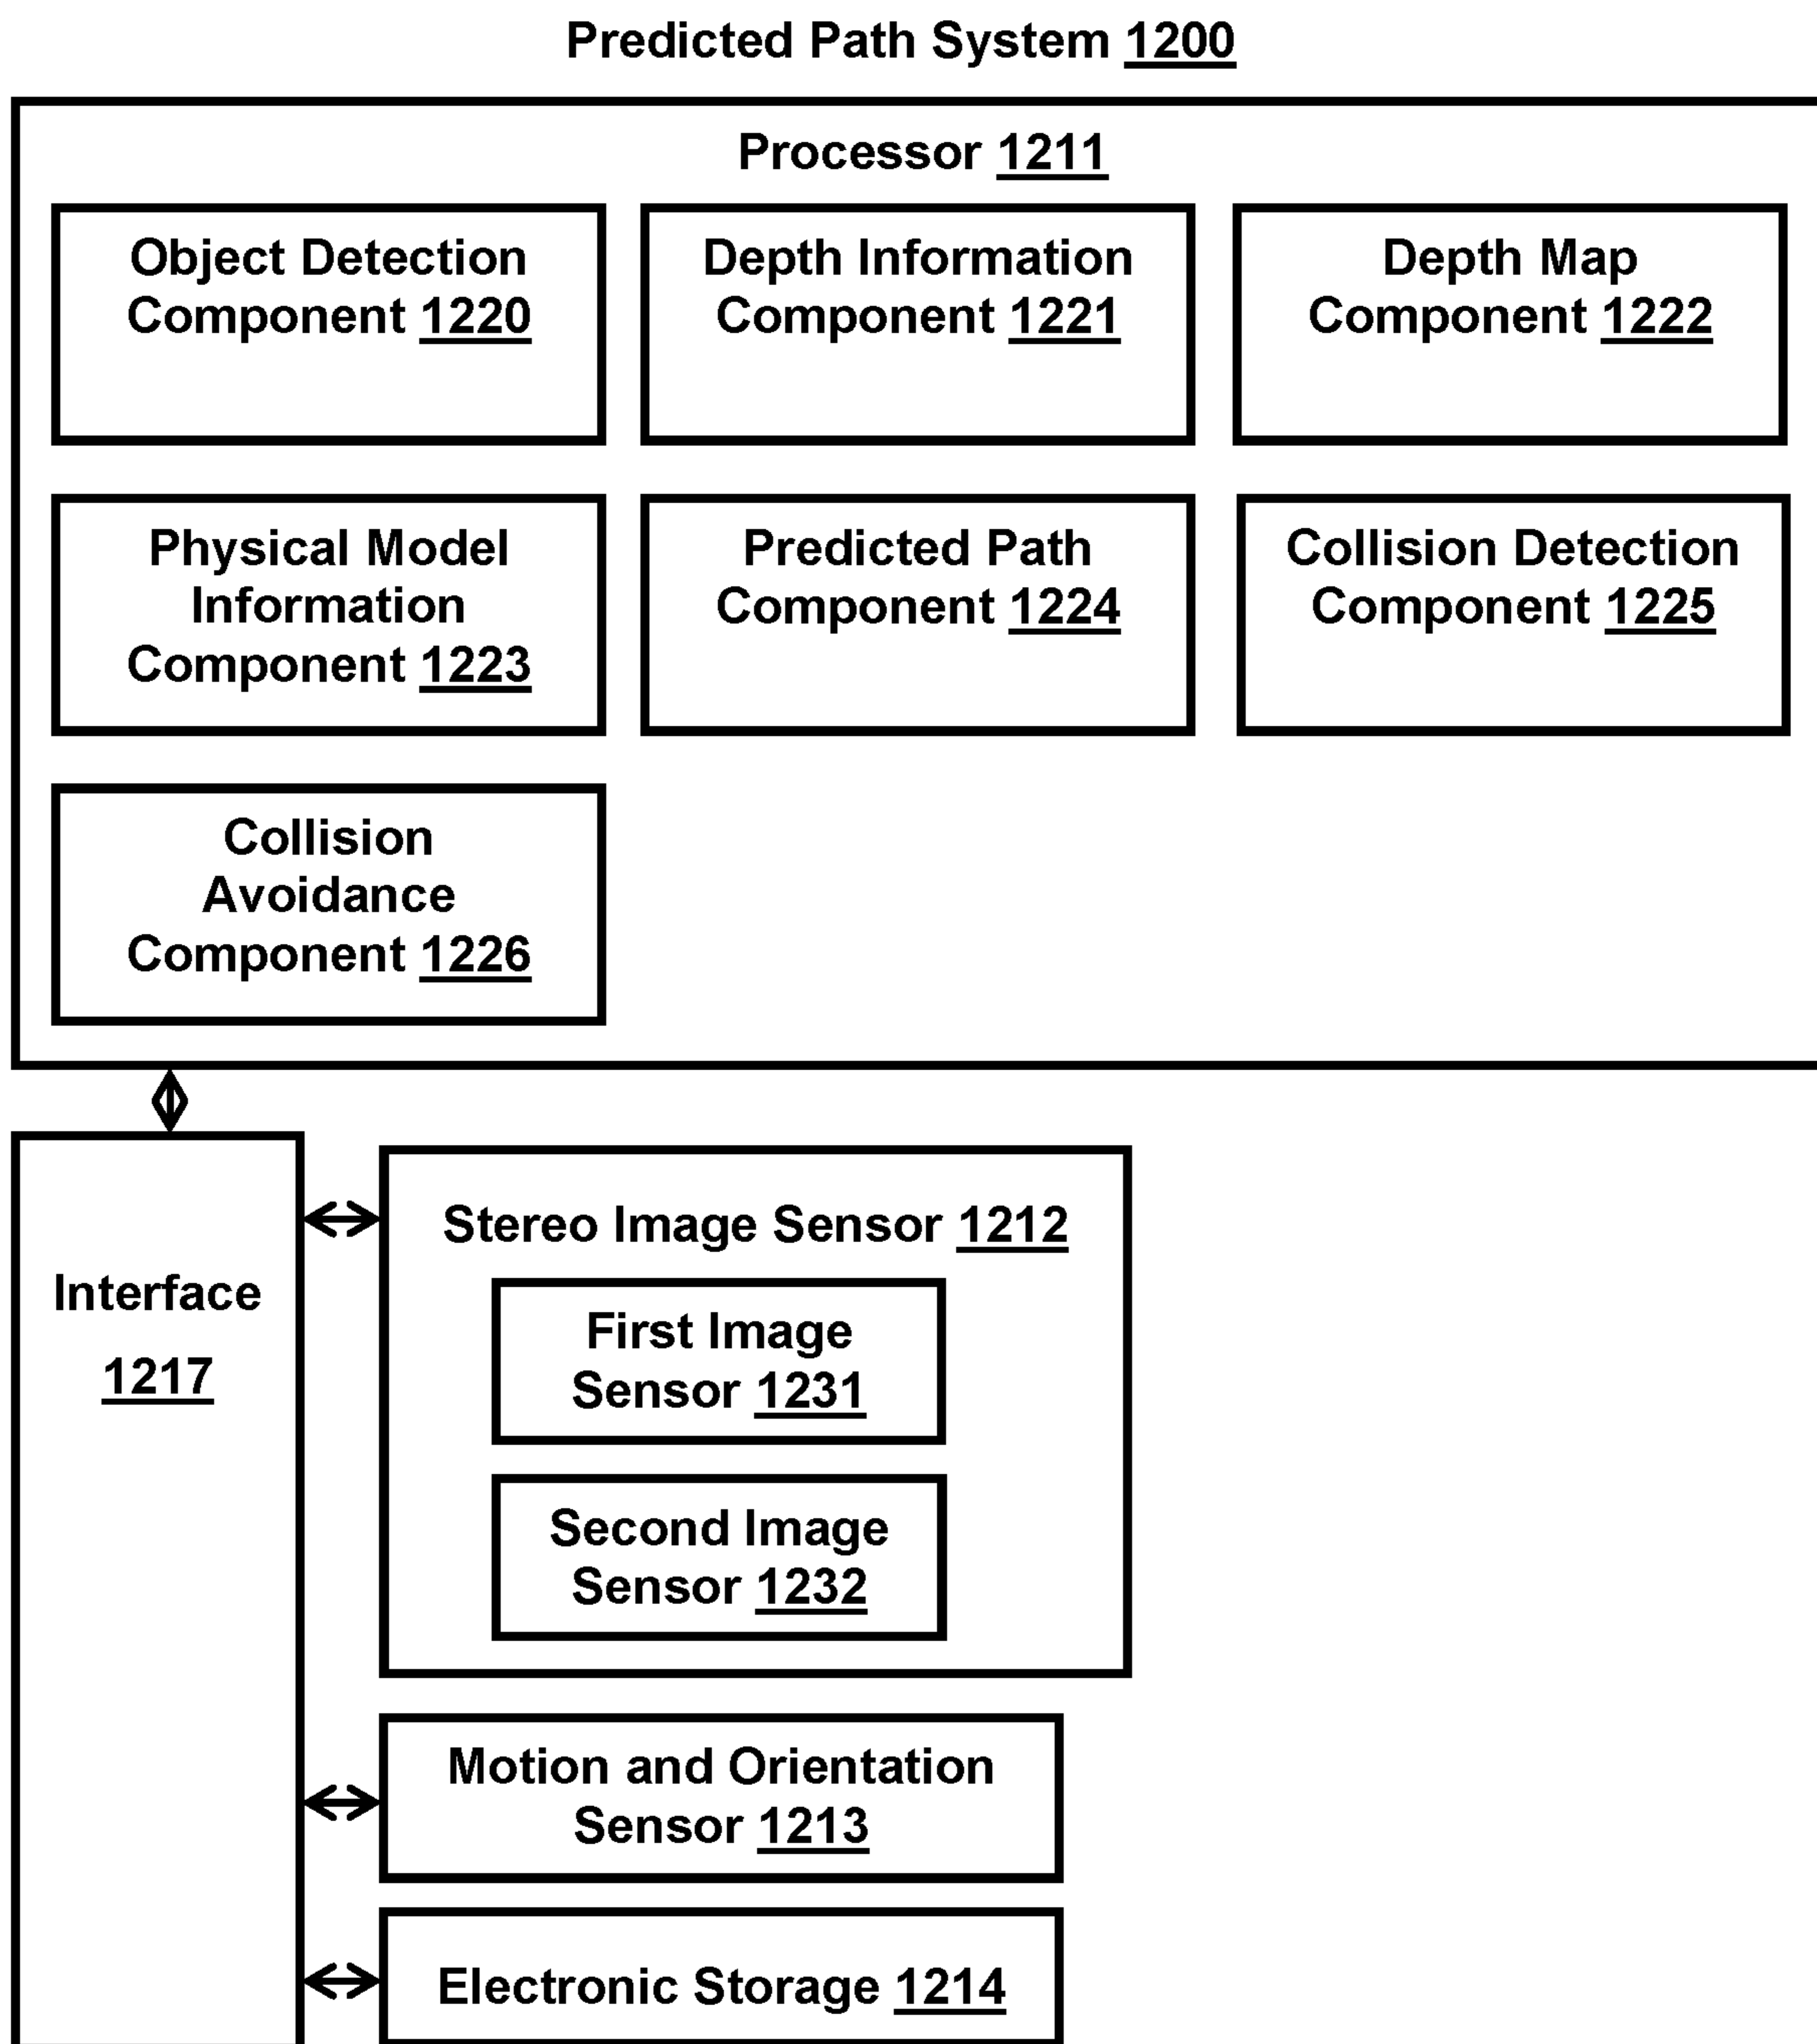 Predicted Path System 1200
Processor 1211
Object Detection
Component 1220
Depth Information
Component 1221
Depth Map
Component 1222
Physical Model
Information
Component 1223
Predicted Path
Component 1224
Collision Detection
Component 1225
Collision
Avoidance
Component 1226
Interface
1217
Stereo Image Sensor 1212
First Image
Sensor 1231
Second Image
Sensor 1232
Motion and Orientation
Sensor 1213
Electronic Storage 1214